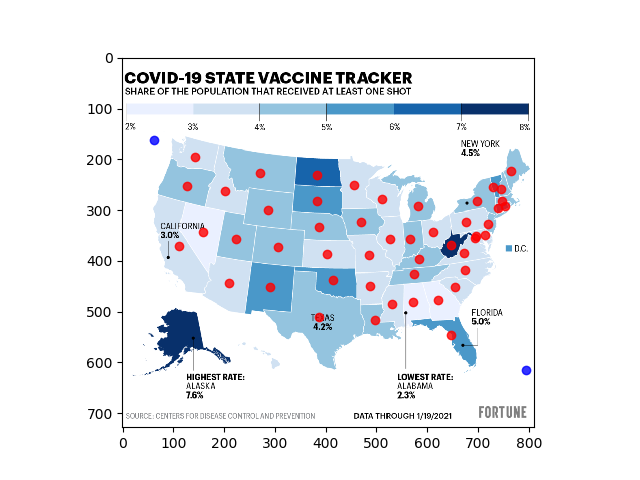 COVID-19 STATE VACCINE TRACKER
SHARE OF THE POPULATION THAT RECEIVED AT LEAST ONE SHOT
2% 3% 4% 5% 6% 7% 8%
NEW YORK
4.5%
CALIFORNIA
3.0%
D.C.
TEXAS
4.2%
FLORIDA
5.0%
HIGHEST RATE:
ALASKA
7.6%
LOWEST RATE:
ALABAMA
2.3%
SOURCE: CENTERS FOR DISEASE CONTROL AND PREVENTION
DATA THROUGH 1/19/2021
FORTUNE
0
100
200
300
400
500
600
700
0 100 200 300 400 500 600 700 800